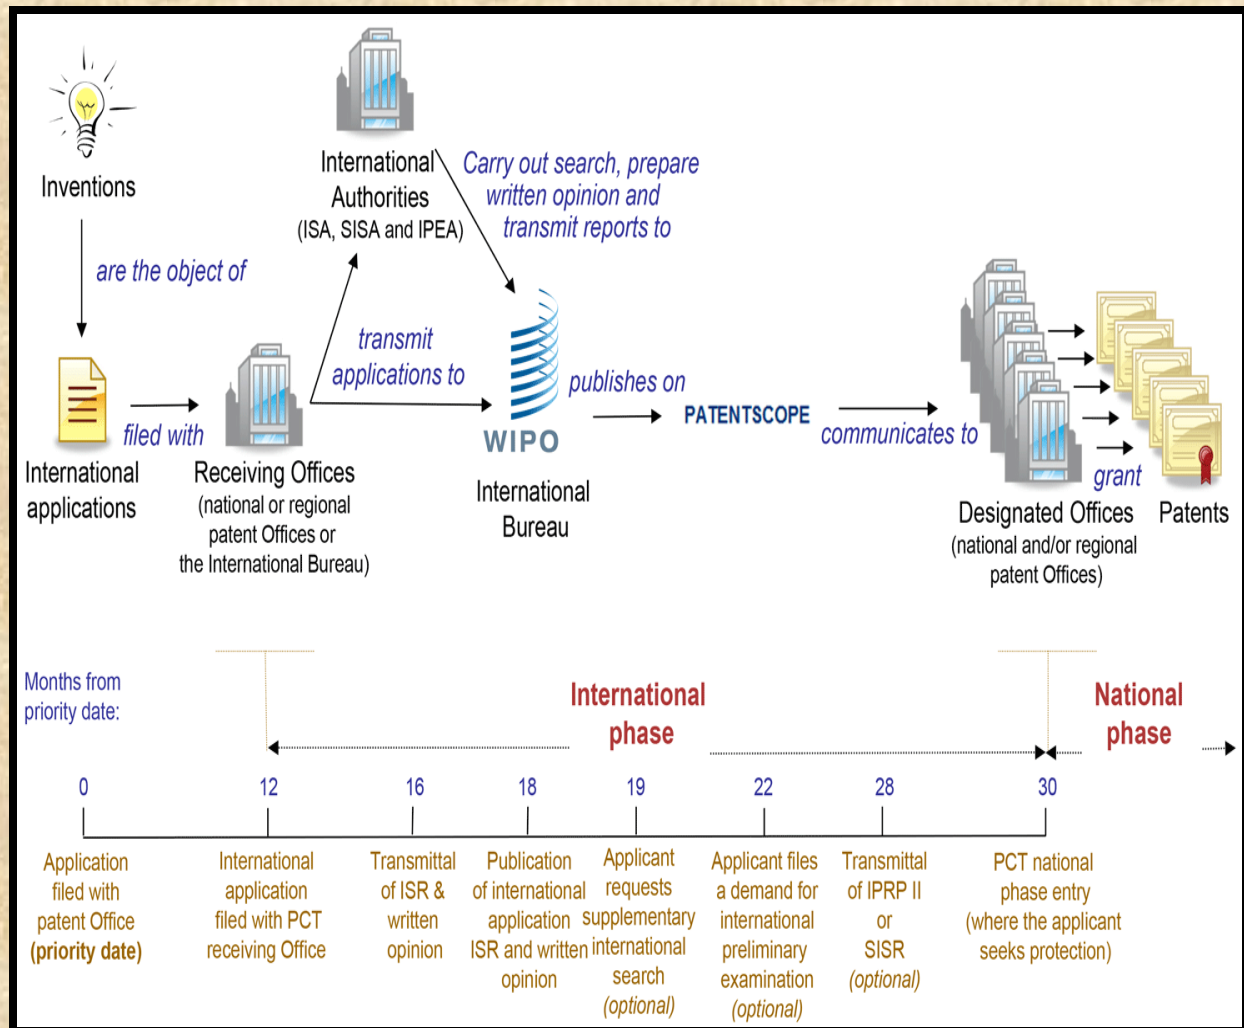 Inventions
are the object of
International
applications
filed with
Receiving Offices
(national or regional
patent Offices or
the International Bureau)
International
Authorities
(ISA, SISA and IPEA)
Carry out search, prepare
written opinion and
transmit reports to
transmit
applications to
WIPO
International
Bureau
publishes on
PATENTSCOPE
communicates to
Designated Offices
(national and/or regional
patent Offices)
grant
Patents
Months from
priority date:
International
phase
National
phase
0
12
16
18
19
22
28
30
Application
filed with
patent Office
(priority date)
International
application
filed with PCT
receiving Office
Transmittal
of ISR &
written
opinion
Publication
of international
application
ISR and written
opinion
Applicant
requests
supplementary
international
search
(optional)
Applicant files
a demand for
international
preliminary
examination
(optional)
Transmittal
of IPRP II
or
SISR
(optional)
PCT national
phase entry
(where the applicant
seeks protection)